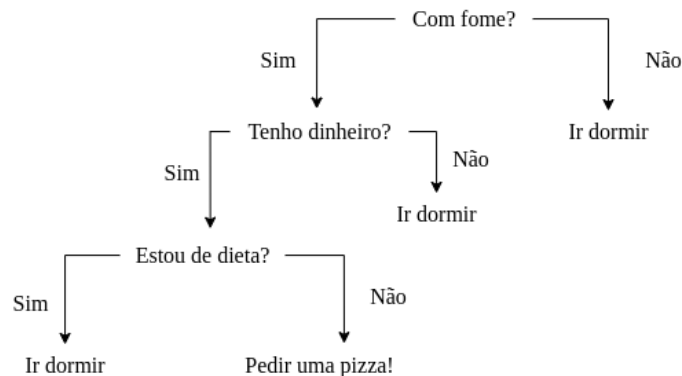 Com fome?
Sim
Não
Tenho dinheiro?
Ir dormir
Sim
Não
Ir dormir
Estou de dieta?
Sim
Não
Ir dormir
Pedir uma pizza!